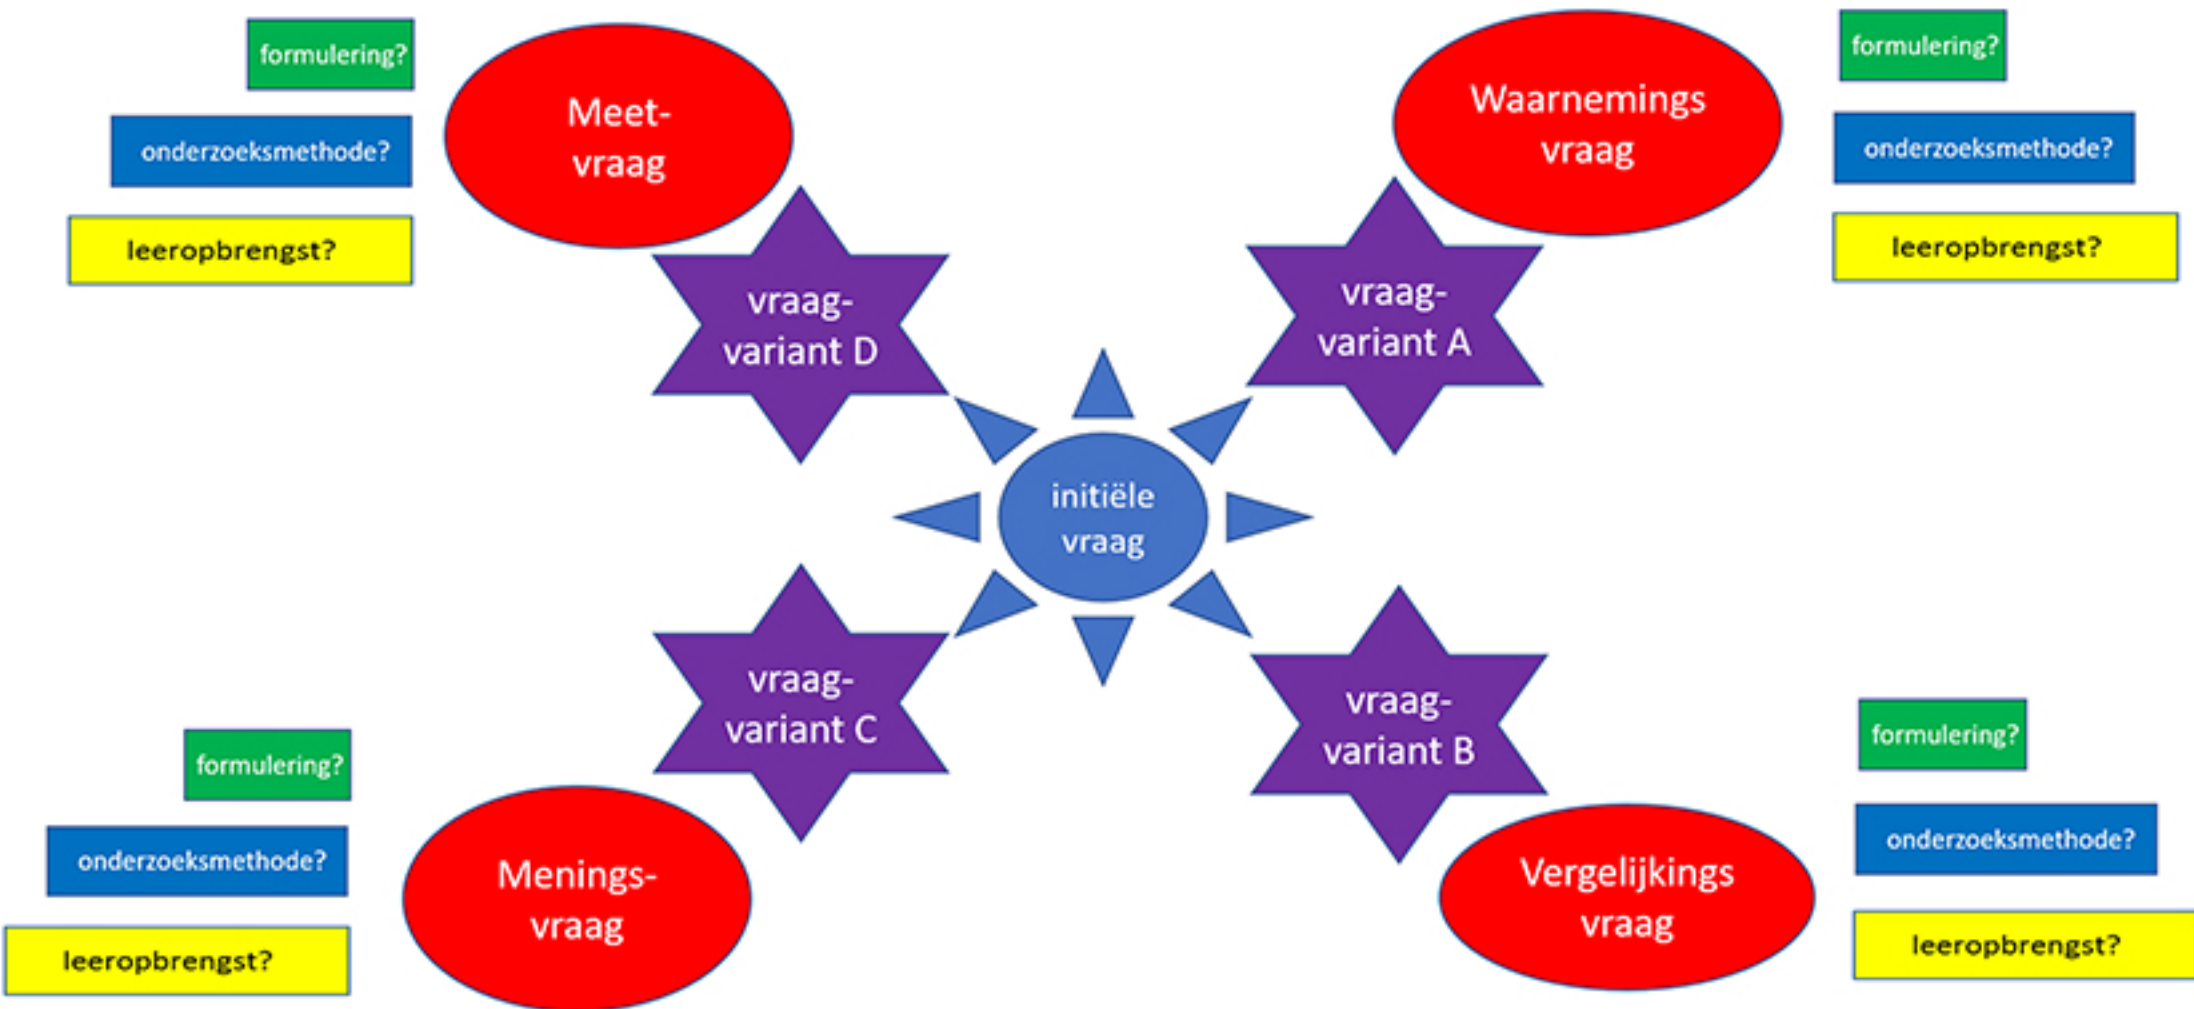 formulering?
onderzoeksmethode?
leeropbrengst?
Meet-
vraag
vraag-
variant D
Waarnemings
vraag
vraag-
variant A
formulering?
onderzoeksmethode?
leeropbrengst?
initiële
vraag
vraag-
variant C
Menings-
vraag
formulering?
onderzoeksmethode?
leeropbrengst?
vraag-
variant B
Vergelijkings
vraag
formulering?
onderzoeksmethode?
leeropbrengst?